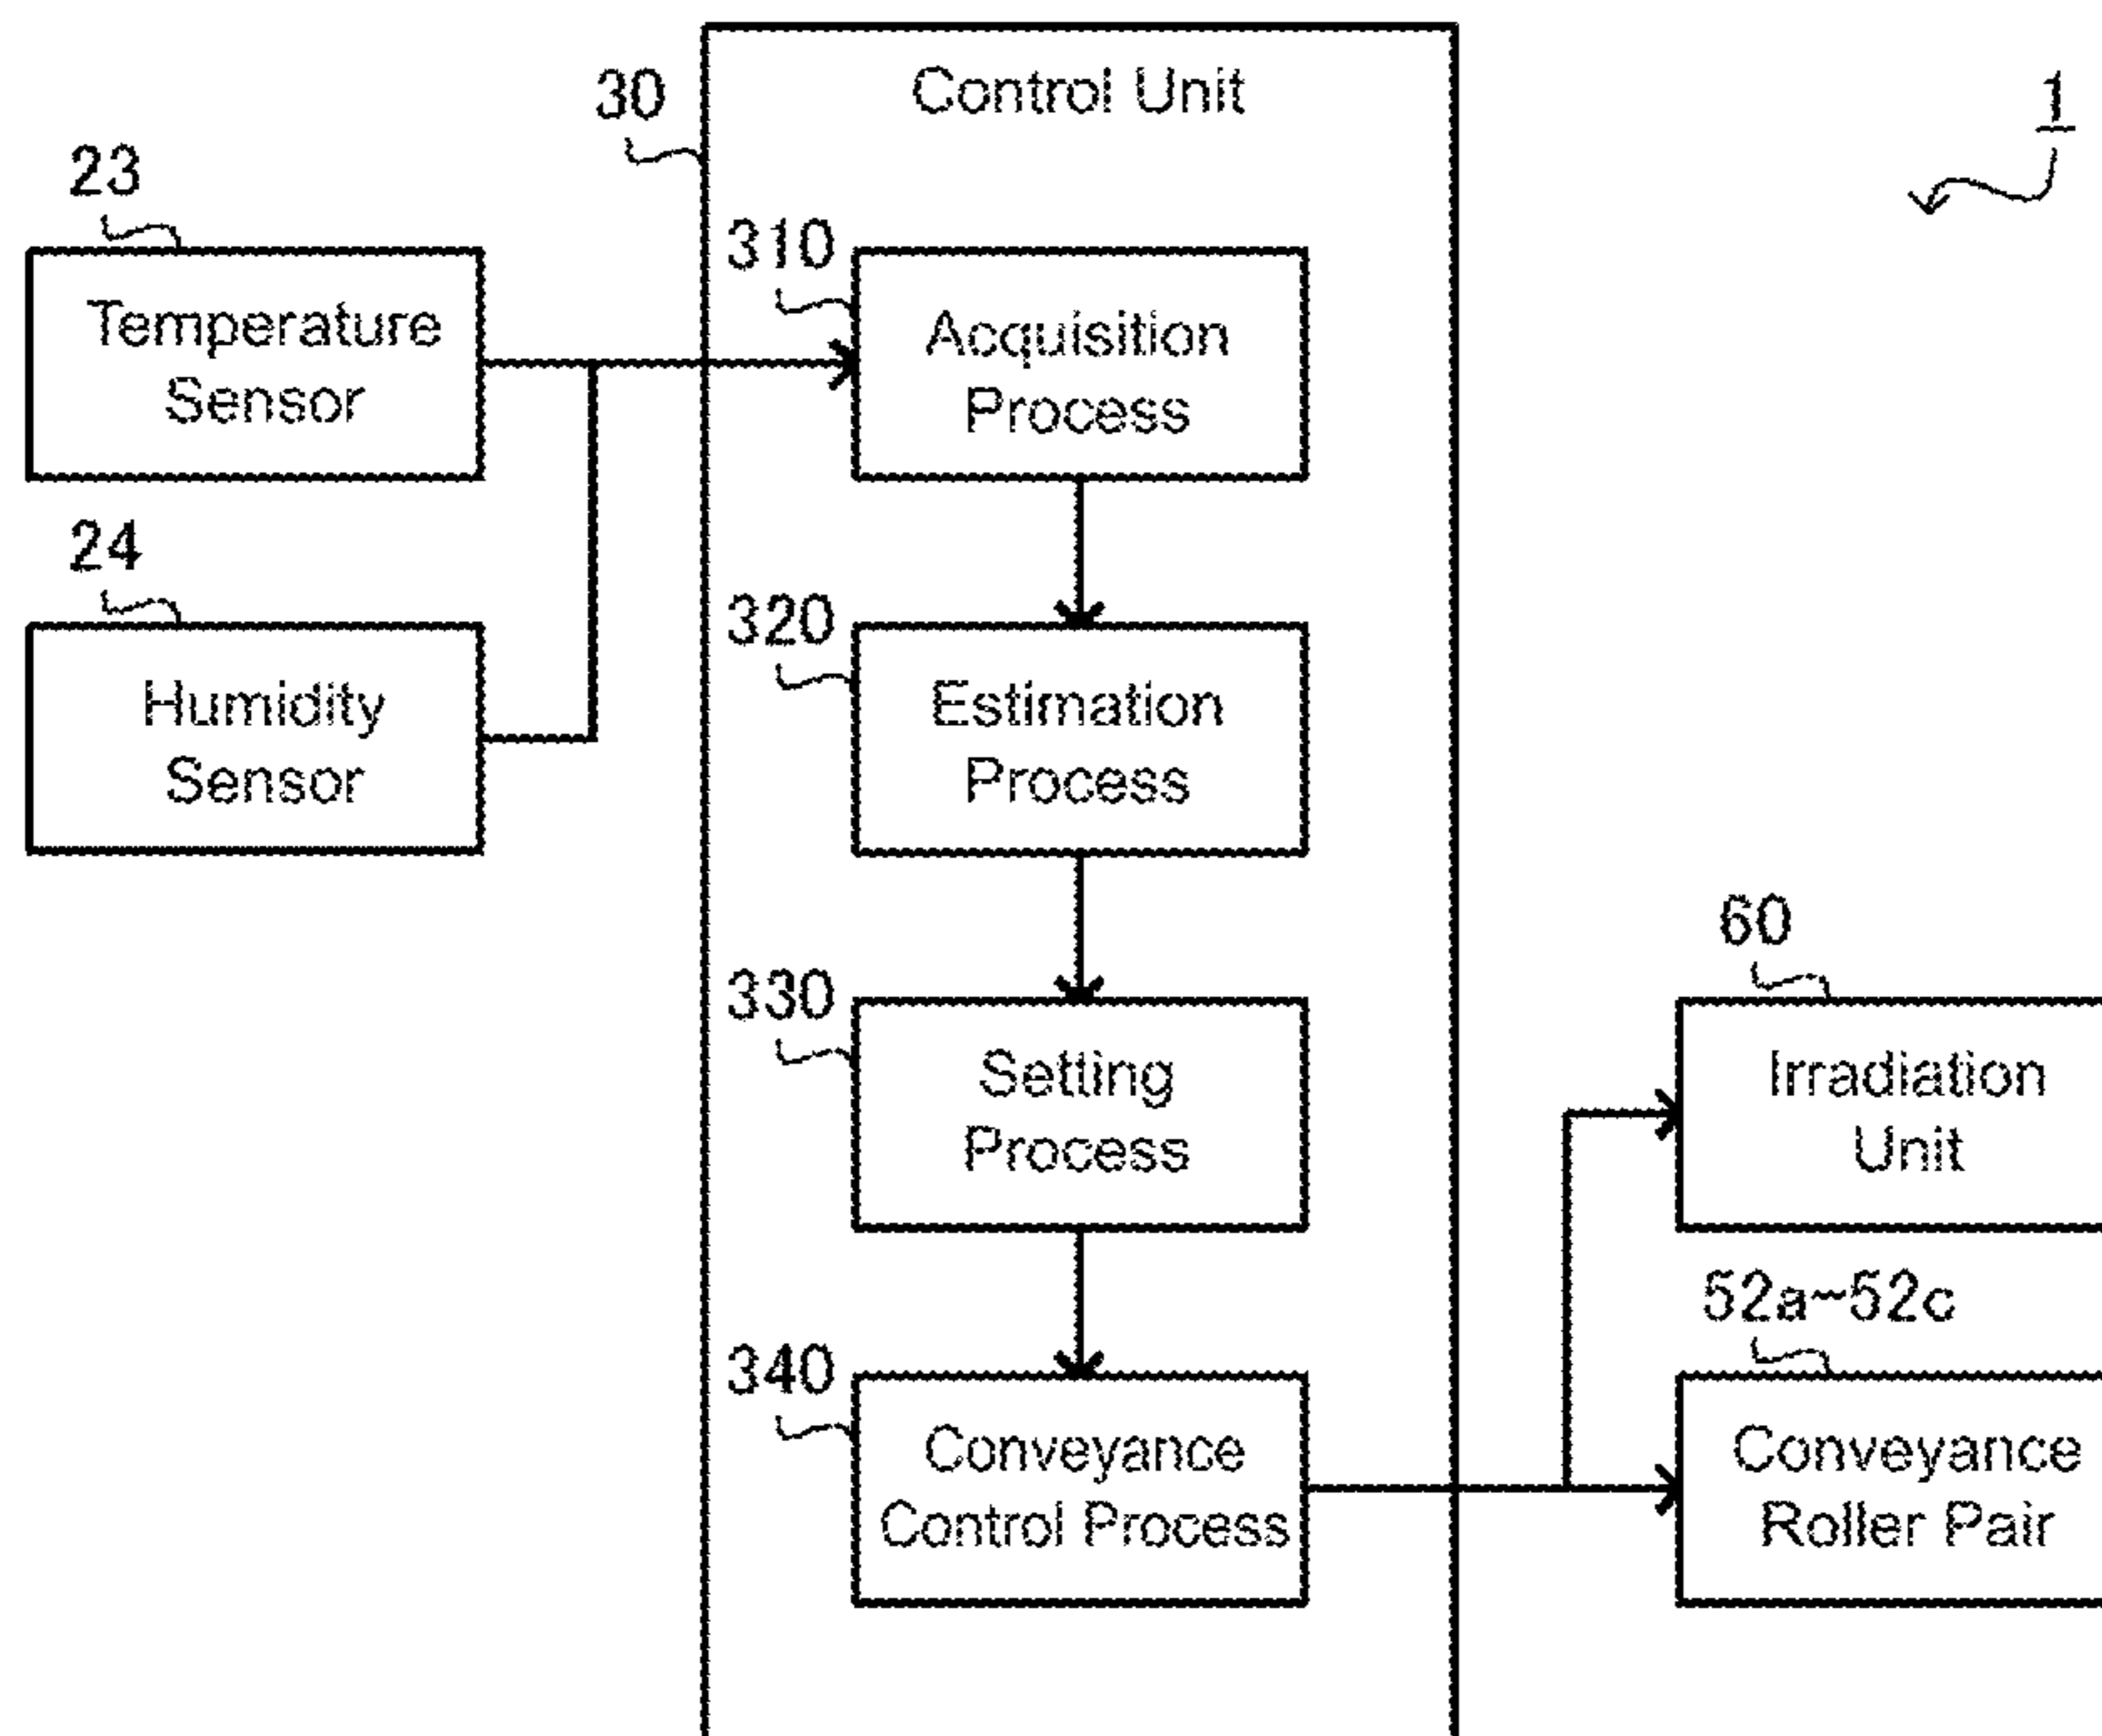 Control Unit
30
1
23
Temperature
Sensor
310
Acquisition
Process
24
Humidity
Sensor
320
Estimation
Process
330
Setting
Process
60
Irradiation
Unit
340
Conveyance
Control Process
52a~52c
Conveyance
Roller Pair